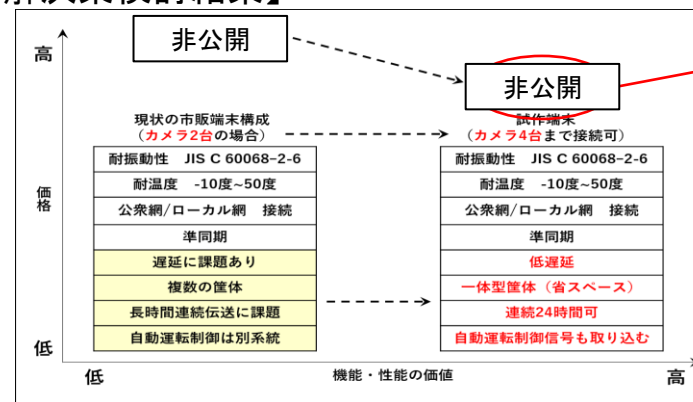 高
非公開
非公開
現状の市販端末構成
（カメラ2台の場合）
試作端末
（カメラ4台まで接続可）
価格
耐振動性 JIS C 60068-2-6
耐温度 -10度~50度
公衆網/ローカル網 接続
準同期
遅延に課題あり
複数の筐体
長時間連続伝送に課題
自動運転制御は別系統
耐振動性 JIS C 60068-2-6
耐温度 -10度~50度
公衆網/ローカル網 接続
準同期
低遅延
一体型筐体（省スペース）
連続24時間可
自動運転制御信号も取り込む
低
低
機能・性能の価値
高